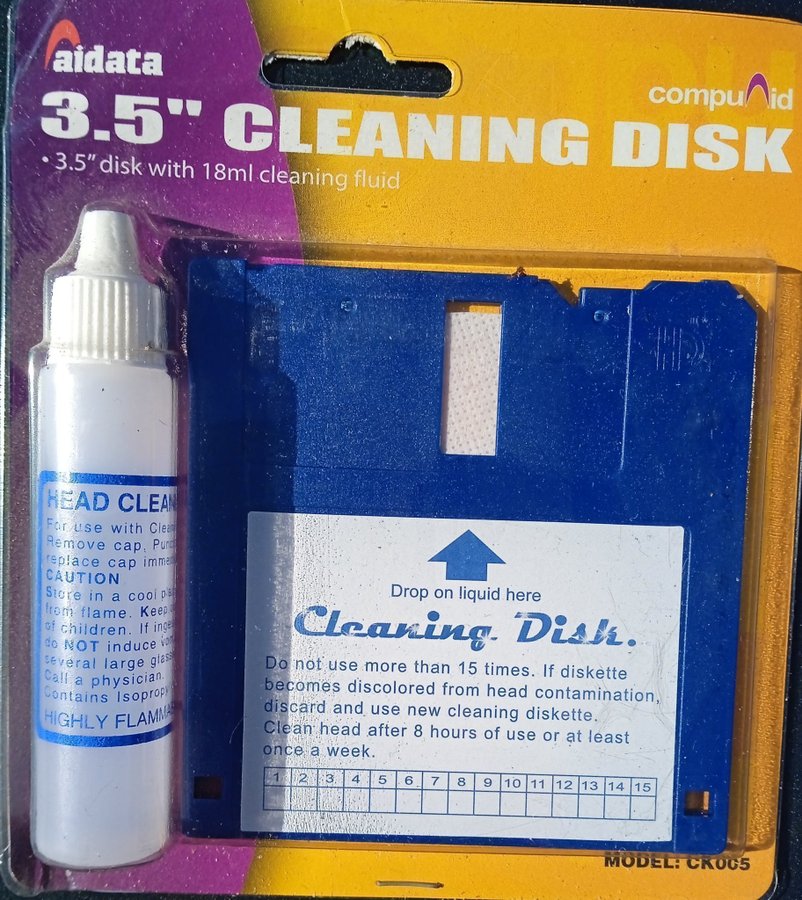 aidata
compuAid
3.5" CLEANING DISK
• 3.5" disk with 18ml cleaning fluid
HD
HEAD CLEAN
For use with Clean
Remove cap, Punc
replace cap imme
CAUTION
Store in a cool
from flame. Keep
of children. If inge
do NOT induce
several large glas
Call a physician.
Contains Isopropy
HIGHLY FLAMMA
Drop on liquid here
Cleaning Disk.
Do not use more than 15 times. If diskette
becomes discolored from head contamination,
discard and use new cleaning diskette.
Clean head after 8 hours of use or at least
once a week.
1 2 3 4 5 6 7 8 9 10 11 12 13 14 15
MODEL: CK005